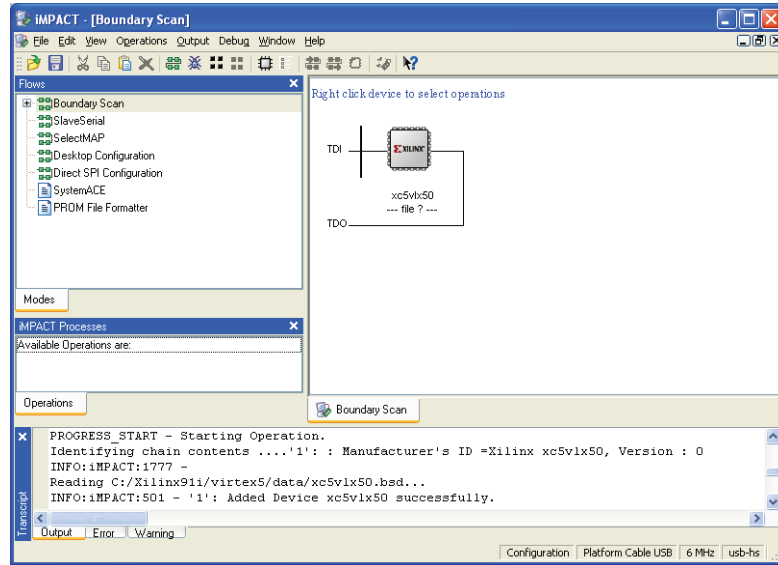 iMPACT - [Boundary Scan]
File Edit View Operations Output Debug Window Help
Flows
Boundary Scan
SlaveSerial
SelectMAP
Desktop Configuration
Direct SPI Configuration
SystemACE
PROM File Formatter
Modes
iMPACT Processes
Available Operations are:
Operations
Right click device to select operations
TDI
XILINX
xc5vlx50
--- file ? ---
TDO
Boundary Scan
PROGRESS_START - Starting Operation.
Identifying chain contents ....'1': : Manufacturer's ID =Xilinx xc5vlx50, Version : 0
INFO:iMPACT:1777 -
Reading C:/Xilinx91i/virtex5/data/xc5vlx50.bsd...
INFO:iMPACT:501 - '1': Added Device xc5vlx50 successfully.
Transcript
Output Error Warning
Configuration Platform Cable USB 6 MHz usb-hs